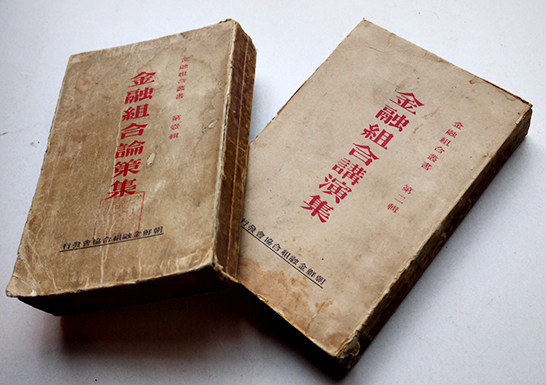 金融組合叢書 第壹輯
金融組合論策集
朝鮮金融組合協會發行
金融組合叢書 第二輯
金融組合講演集
朝鮮金融組合協會發行